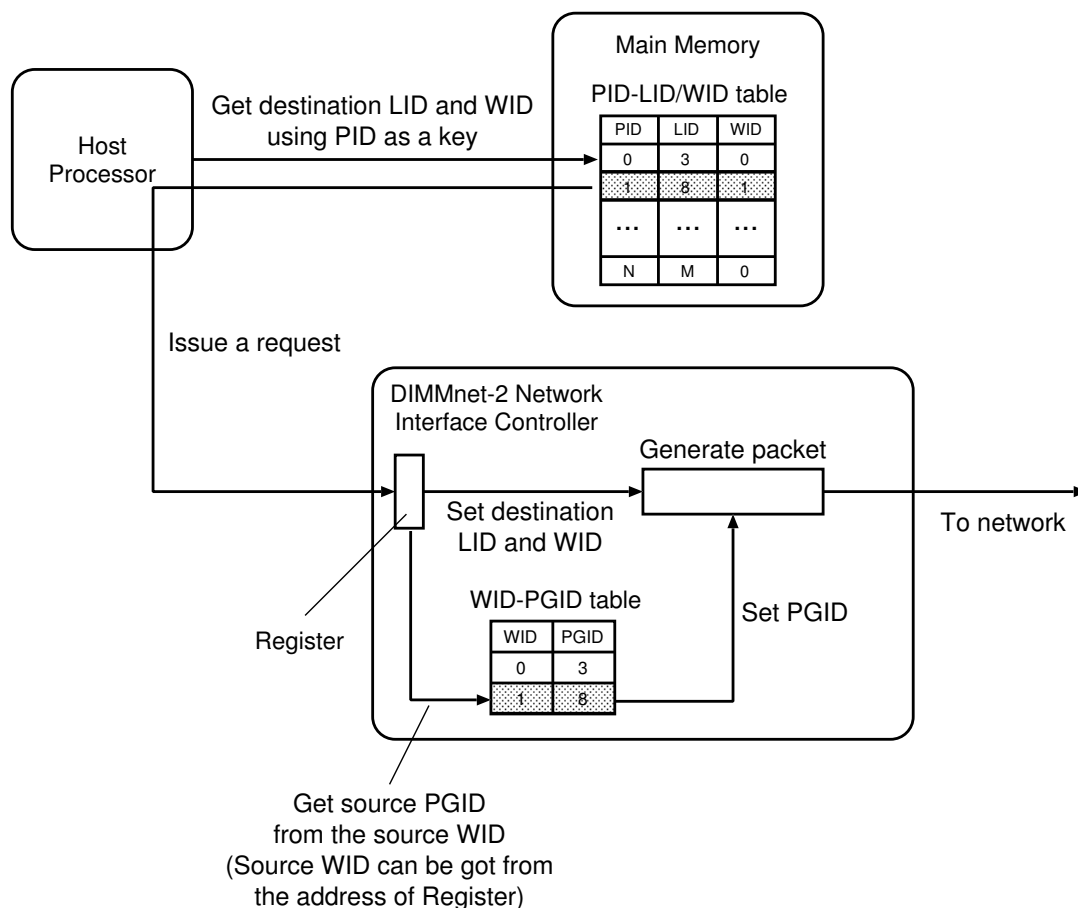 Main Memory
Host
Processor
Get destination LID and WID
using PID as a key
PID-LID/WID table
PID LID WID
0 3 0
1 8 1
... ... ...
N M 0
Issue a request
DIMMnet-2 Network
Interface Controller
Generate packet
Set destination
LID and WID
To network
Register
WID-PGID table
WID PGID
0 3
1 8
Set PGID
Get source PGID
from the source WID
(Source WID can be got from
the address of Register)